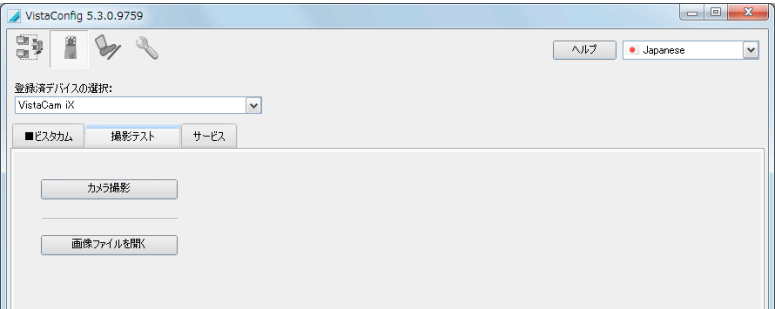 VistaConfig 5.3.0.9759
ヘルプ
Japanese
登録済デバイスの選択:
VistaCam iX
■ビスタカム
撮影テスト
サービス
カメラ撮影
画像ファイルを開く